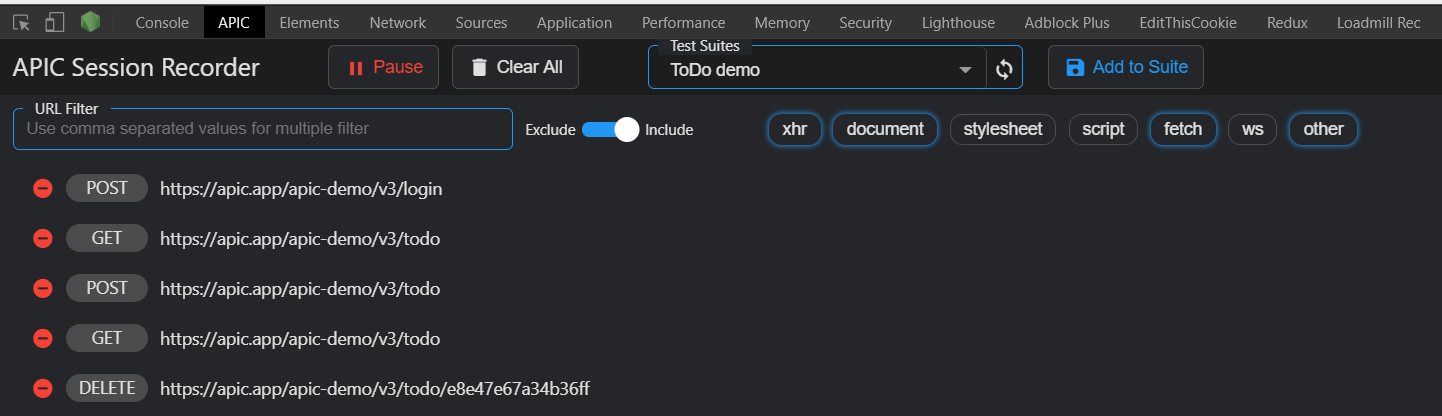 Console APIC Elements Network Sources Application Performance Memory Security Lighthouse Adblock Plus EditThisCookie Redux Loadmill Rec
Test Suites
APIC Session Recorder Pause Clear All ToDo demo Add to Suite
URL Filter
Use comma separated values for multiple filter Exclude Include xhr document stylesheet script fetch ws other
POST https://apic.app/apic-demo/v3/login
GET https://apic.app/apic-demo/v3/todo
POST https://apic.app/apic-demo/v3/todo
GET https://apic.app/apic-demo/v3/todo
DELETE https://apic.app/apic-demo/v3/todo/e8e47e67a34b36ff